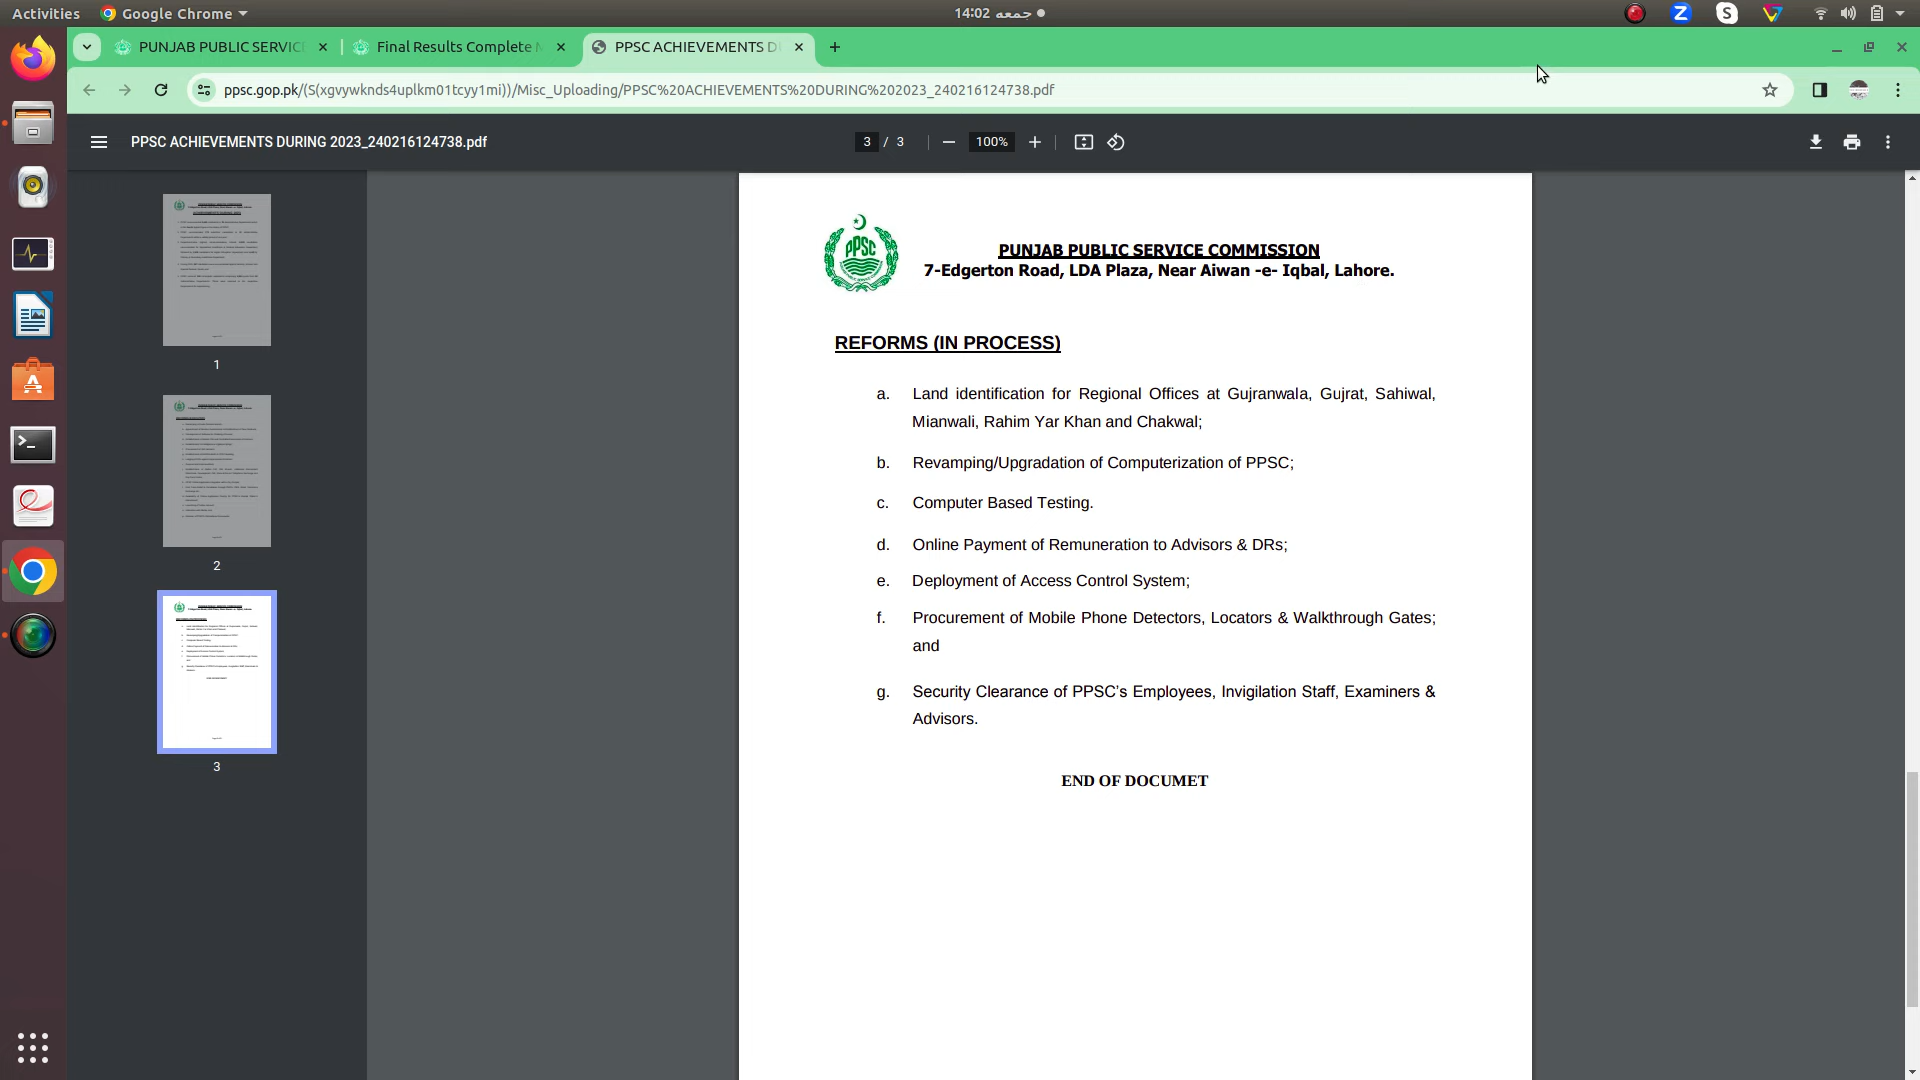 Activities
Google Chrome
14:02 جمعه
Z
S
PUNJAB PUBLIC SERVIC
Final Results Complete
PPSC ACHIEVEMENTS D
ppsc.gop.pk/(S(xgvywknds4uplkm01tcyy1mi))/Misc_Uploading/PPSC%20ACHIEVEMENTS%20DURING%202023_240216124738.pdf
PPSC ACHIEVEMENTS DURING 2023_240216124738.pdf
3 / 3
100%
1
2
3
PPSC
PUNJAB PUBLIC SERVICE COMMISSION
7-Edgerton Road, LDA Plaza, Near Aiwan -e- Iqbal, Lahore.
REFORMS (IN PROCESS)
a. Land identification for Regional Offices at Gujranwala, Gujrat, Sahiwal,
Mianwali, Rahim Yar Khan and Chakwal;
b. Revamping/Upgradation of Computerization of PPSC;
c. Computer Based Testing.
d. Online Payment of Remuneration to Advisors & DRs;
e. Deployment of Access Control System;
f. Procurement of Mobile Phone Detectors, Locators & Walkthrough Gates;
and
g. Security Clearance of PPSC’s Employees, Invigilation Staff, Examiners &
Advisors.
END OF DOCUMET